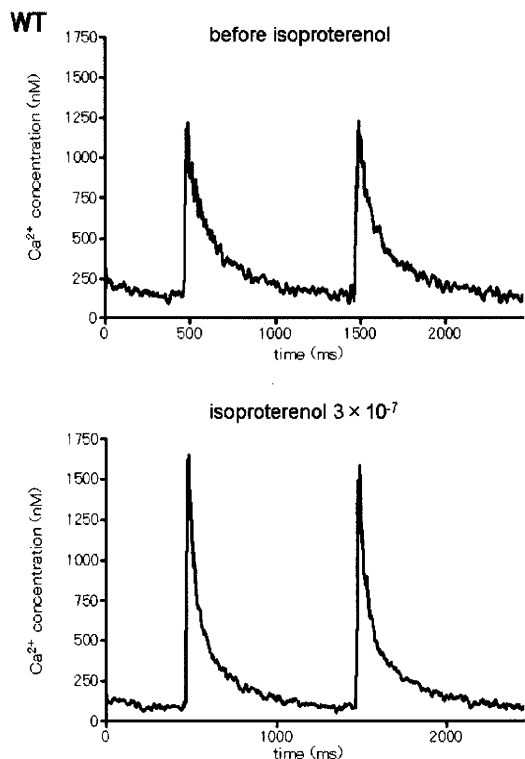 WT
before isoproterenol
Ca²⁺ concentration (nM)
1750
1500
1250
1000
750
500
250
0
0 500 1000 1500 2000
time (ms)
isoproterenol 3 × 10⁻⁷
Ca²⁺ concentration (nM)
1750
1500
1250
1000
750
500
250
0
0 1000 2000
time (ms)